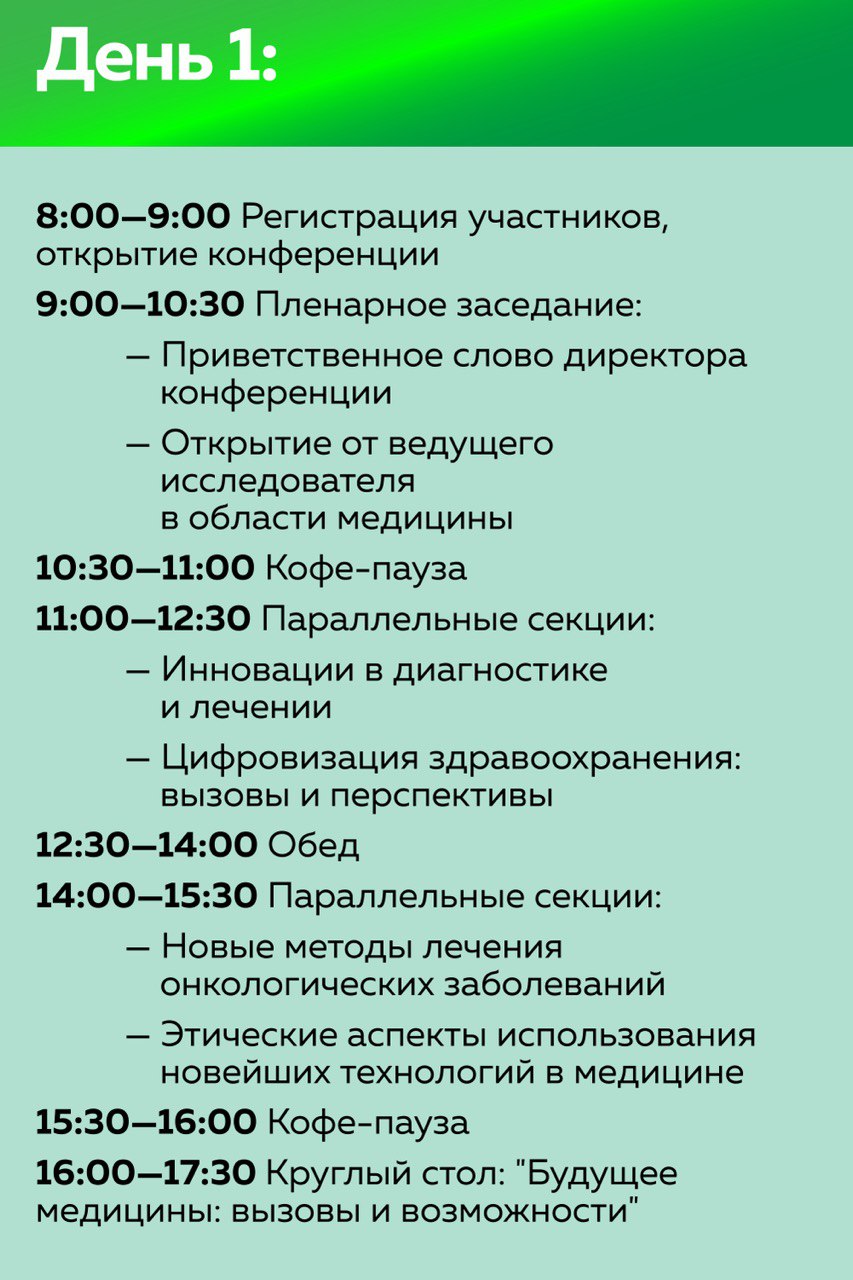 День 1:
8:00—9:00 Регистрация участников,
открытие конференции
9:00—10:30 Пленарное заседание:
— Приветственное слово директора
конференции
— Открытие от ведущего
исследователя
в области медицины
10:30—11:00 Кофе-пауза
11:00—12:30 Параллельные секции:
— Инновации в диагностике
и лечении
— Цифровизация здравоохранения:
вызовы и перспективы
12:30—14:00 Обед
14:00—15:30 Параллельные секции:
— Новые методы лечения
онкологических заболеваний
— Этические аспекты использования
новейших технологий в медицине
15:30—16:00 Кофе-пауза
16:00—17:30 Круглый стол: "Будущее
медицины: вызовы и возможности"